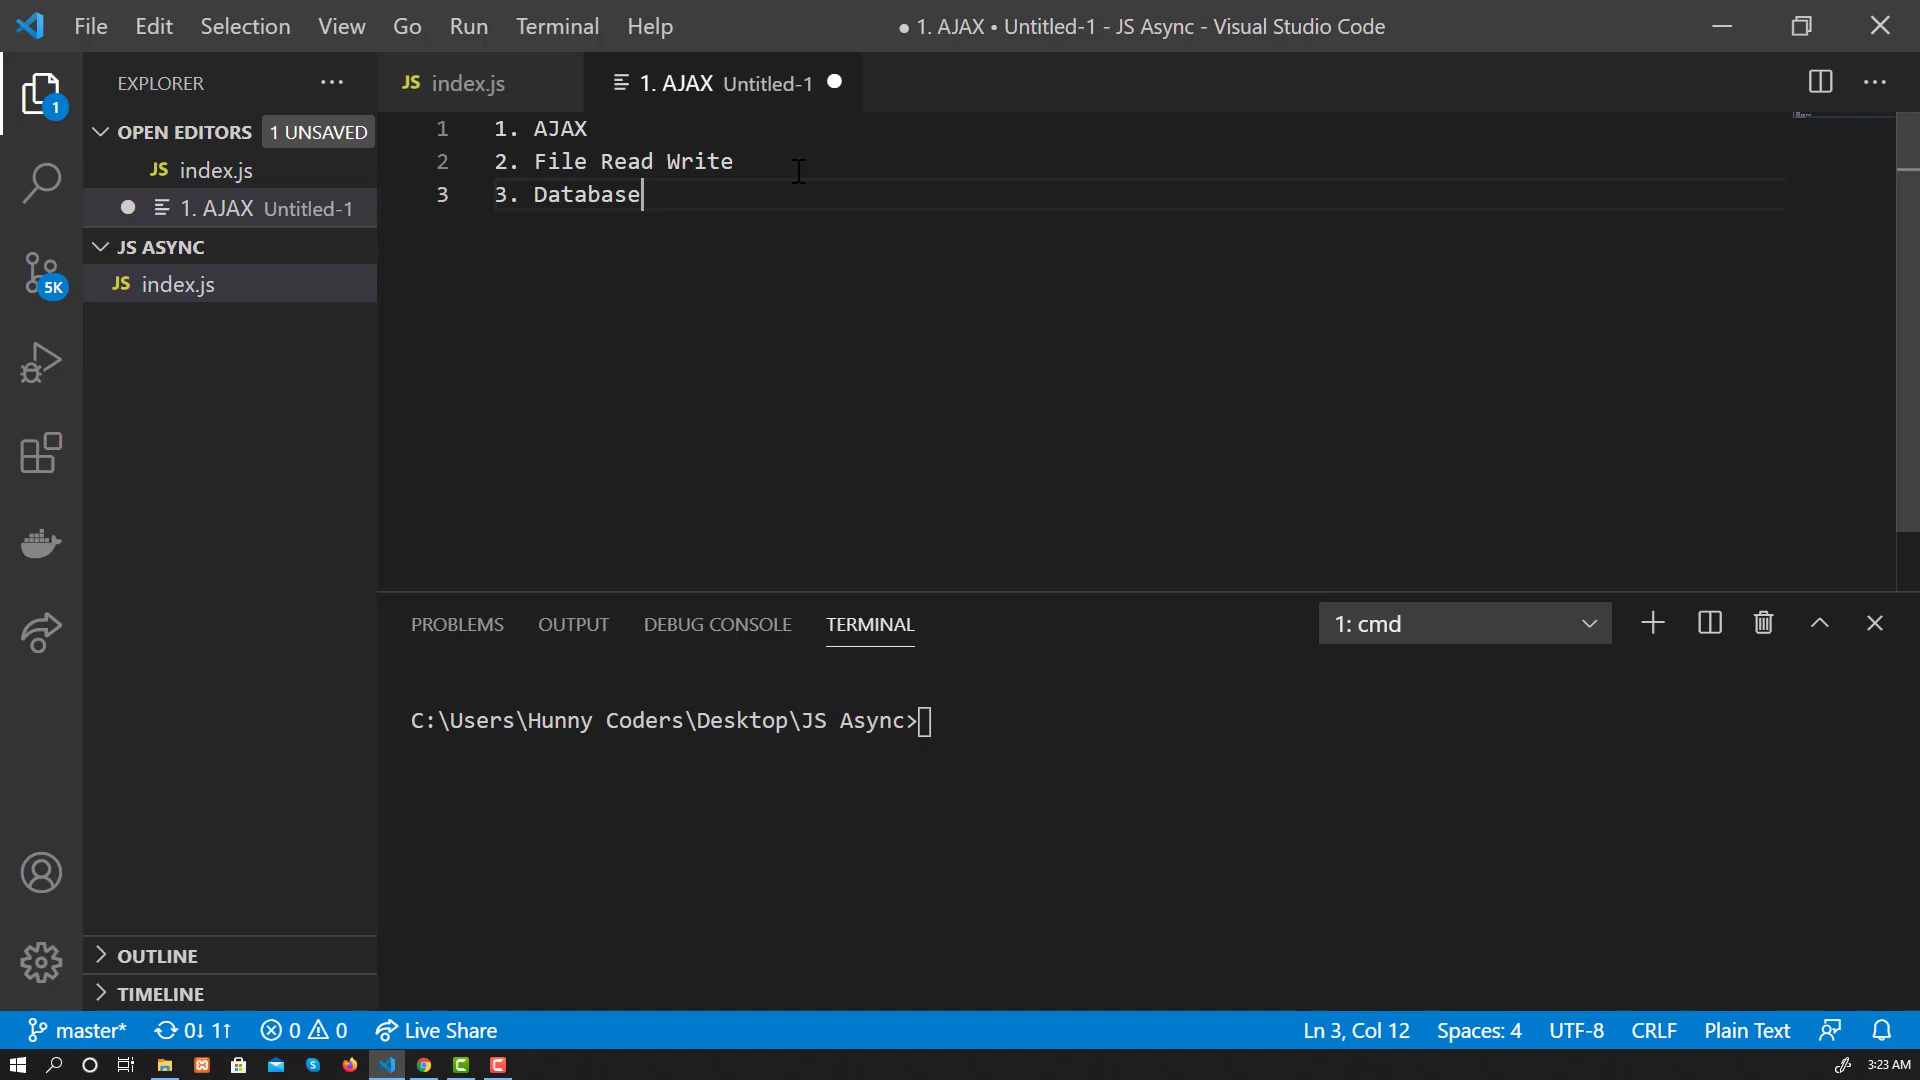 File Edit Selection View Go Run Terminal Help
● 1. AJAX • Untitled-1 - JS Async - Visual Studio Code
EXPLORER
JS index.js
1. AJAX Untitled-1
1
OPEN EDITORS 1 UNSAVED
JS index.js
1. AJAX Untitled-1
JS ASYNC
JS index.js
5K
1 1. AJAX
2 2. File Read Write
3 3. Database
PROBLEMS OUTPUT DEBUG CONSOLE TERMINAL
1: cmd
C:\Users\Hunny Coders\Desktop\JS Async>
OUTLINE
TIMELINE
master* 0↓ 1↑ 0 0 Live Share
Ln 3, Col 12 Spaces: 4 UTF-8 CRLF Plain Text
3:23 AM